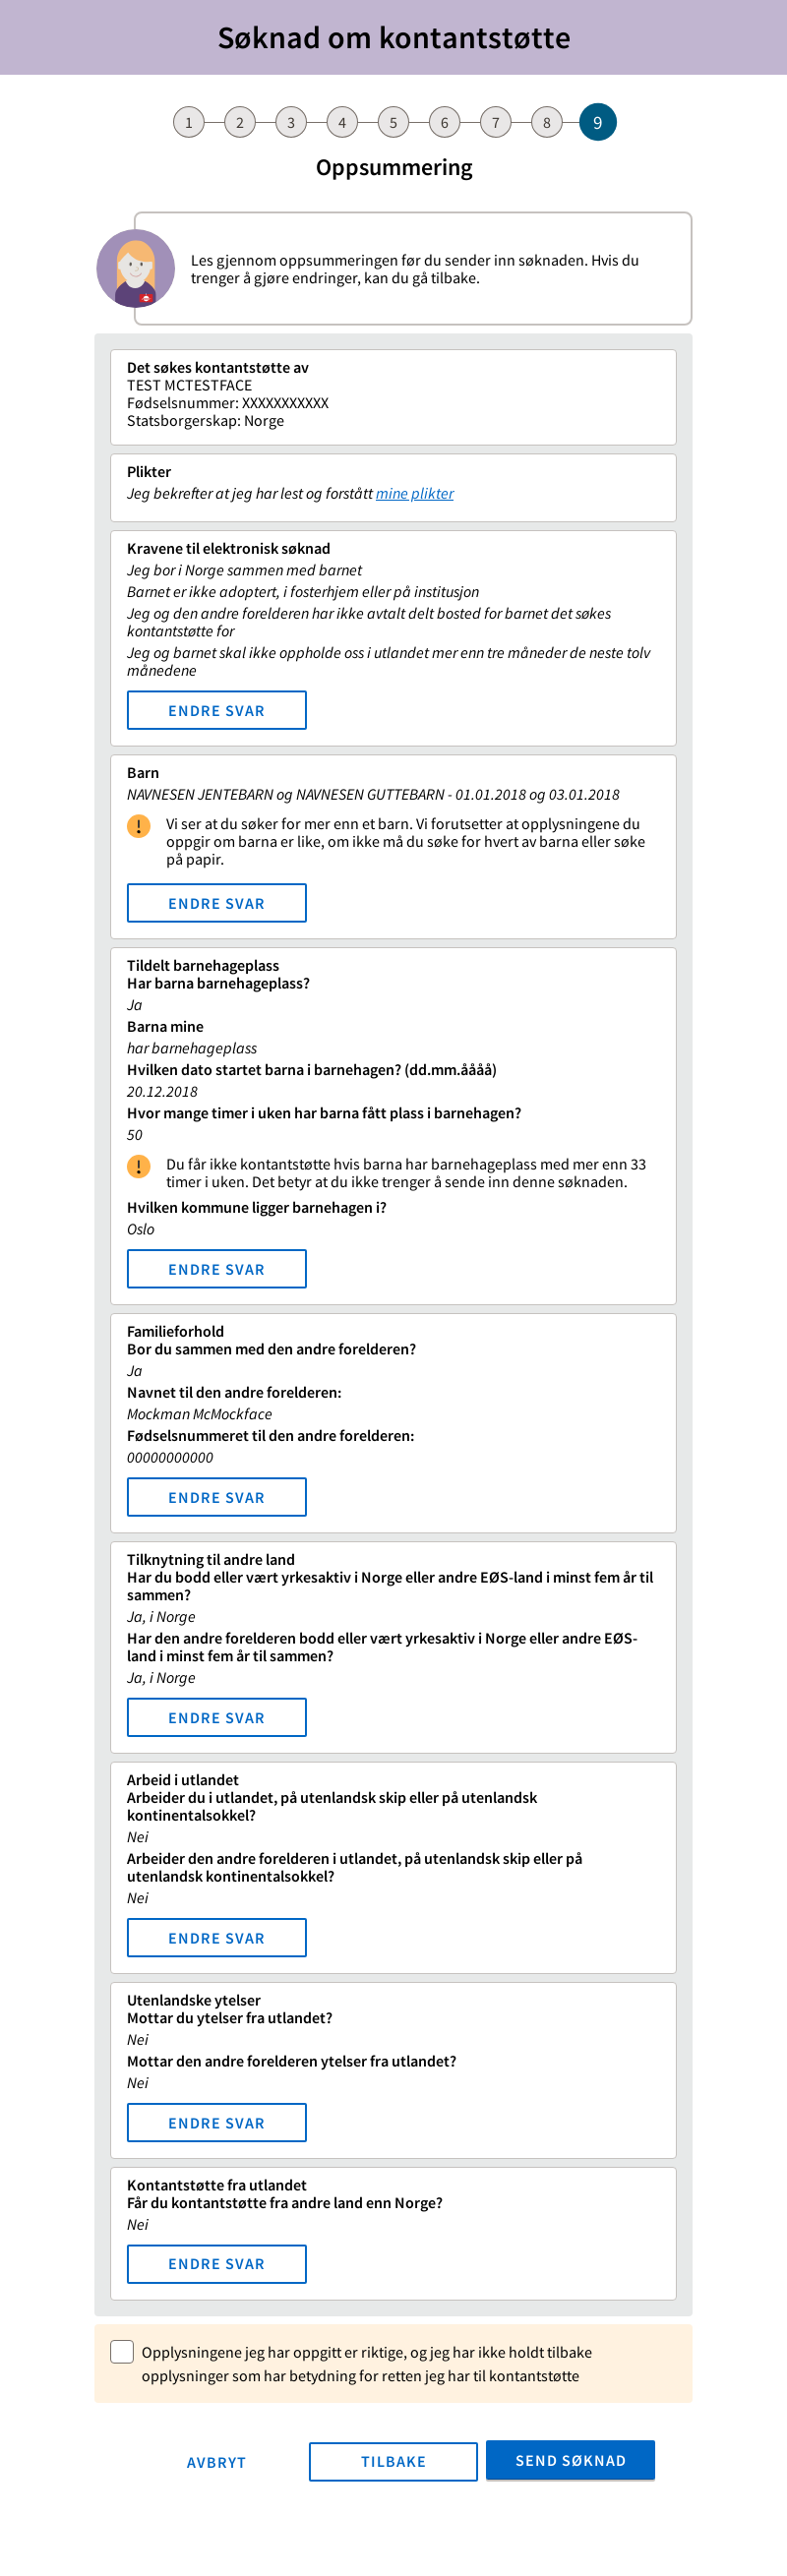 Søknad om kontantstøtte
1 2 3 4 5 6 7 8 9
Oppsummering
Les gjennom oppsummeringen før du sender inn søknaden. Hvis du
trenger å gjøre endringer, kan du gå tilbake.
Det søkes kontantstøtte av
TEST MCTESTFACE
Fødselsnummer: XXXXXXXXXXX
Statsborgerskap: Norge
Plikter
Jeg bekrefter at jeg har lest og forstått mine plikter
Kravene til elektronisk søknad
Jeg bor i Norge sammen med barnet
Barnet er ikke adoptert, i fosterhjem eller på institusjon
Jeg og den andre forelderen har ikke avtalt delt bosted for barnet det søkes
kontantstøtte for
Jeg og barnet skal ikke oppholde oss i utlandet mer enn tre måneder de neste tolv
månedene
ENDRE SVAR
Barn
NAVNESEN JENTEBARN og NAVNESEN GUTTEBARN - 01.01.2018 og 03.01.2018
Vi ser at du søker for mer enn et barn. Vi forutsetter at opplysningene du
oppgir om barna er like, om ikke må du søke for hvert av barna eller søke
på papir.
ENDRE SVAR
Tildelt barnehageplass
Har barna barnehageplass?
Ja
Barna mine
har barnehageplass
Hvilken dato startet barna i barnehagen? (dd.mm.åååå)
20.12.2018
Hvor mange timer i uken har barna fått plass i barnehagen?
50
Du får ikke kontantstøtte hvis barna har barnehageplass med mer enn 33
timer i uken. Det betyr at du ikke trenger å sende inn denne søknaden.
Hvilken kommune ligger barnehagen i?
Oslo
ENDRE SVAR
Familieforhold
Bor du sammen med den andre forelderen?
Ja
Navnet til den andre forelderen:
Mockman McMockface
Fødselsnummeret til den andre forelderen:
00000000000
ENDRE SVAR
Tilknytning til andre land
Har du bodd eller vært yrkesaktiv i Norge eller andre EØS-land i minst fem år til
sammen?
Ja, i Norge
Har den andre forelderen bodd eller vært yrkesaktiv i Norge eller andre EØS-
land i minst fem år til sammen?
Ja, i Norge
ENDRE SVAR
Arbeid i utlandet
Arbeider du i utlandet, på utenlandsk skip eller på utenlandsk
kontinentalsokkel?
Nei
Arbeider den andre forelderen i utlandet, på utenlandsk skip eller på
utenlandsk kontinentalsokkel?
Nei
ENDRE SVAR
Utenlandske ytelser
Mottar du ytelser fra utlandet?
Nei
Mottar den andre forelderen ytelser fra utlandet?
Nei
ENDRE SVAR
Kontantstøtte fra utlandet
Får du kontantstøtte fra andre land enn Norge?
Nei
ENDRE SVAR
Opplysningene jeg har oppgitt er riktige, og jeg har ikke holdt tilbake
opplysninger som har betydning for retten jeg har til kontantstøtte
AVBRYT TILBAKE SEND SØKNAD